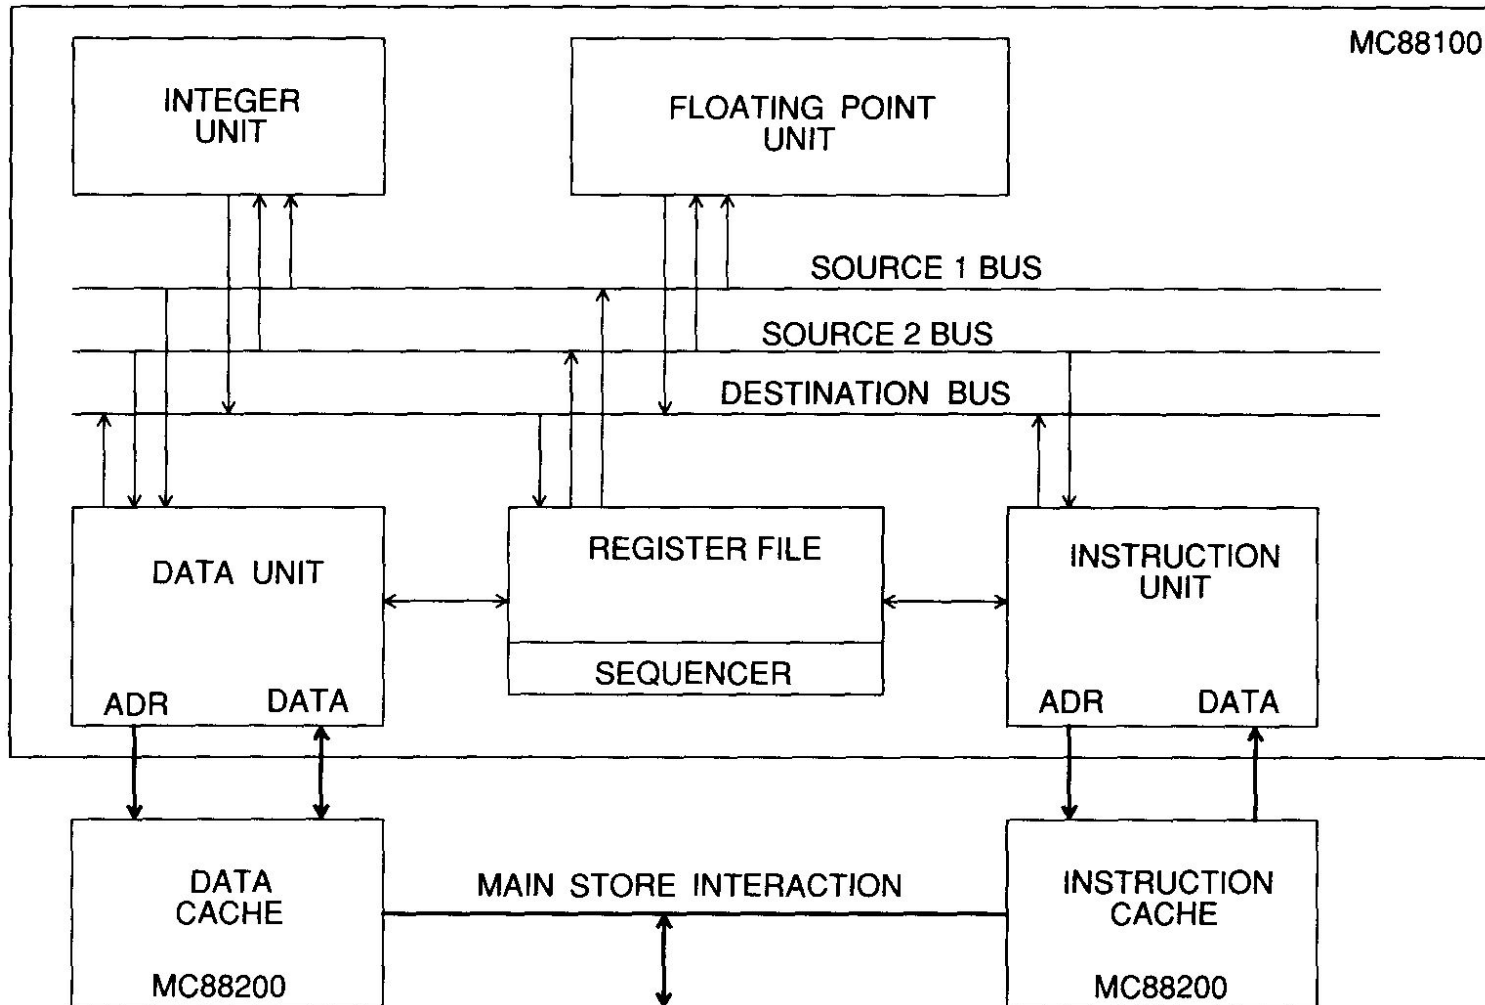 MC88100
INTEGER
UNIT
FLOATING POINT
UNIT
SOURCE 1 BUS
SOURCE 2 BUS
DESTINATION BUS
DATA UNIT
REGISTER FILE
INSTRUCTION
UNIT
SEQUENCER
ADR
DATA
ADR
DATA
DATA
CACHE
MC88200
MAIN STORE INTERACTION
INSTRUCTION
CACHE
MC88200